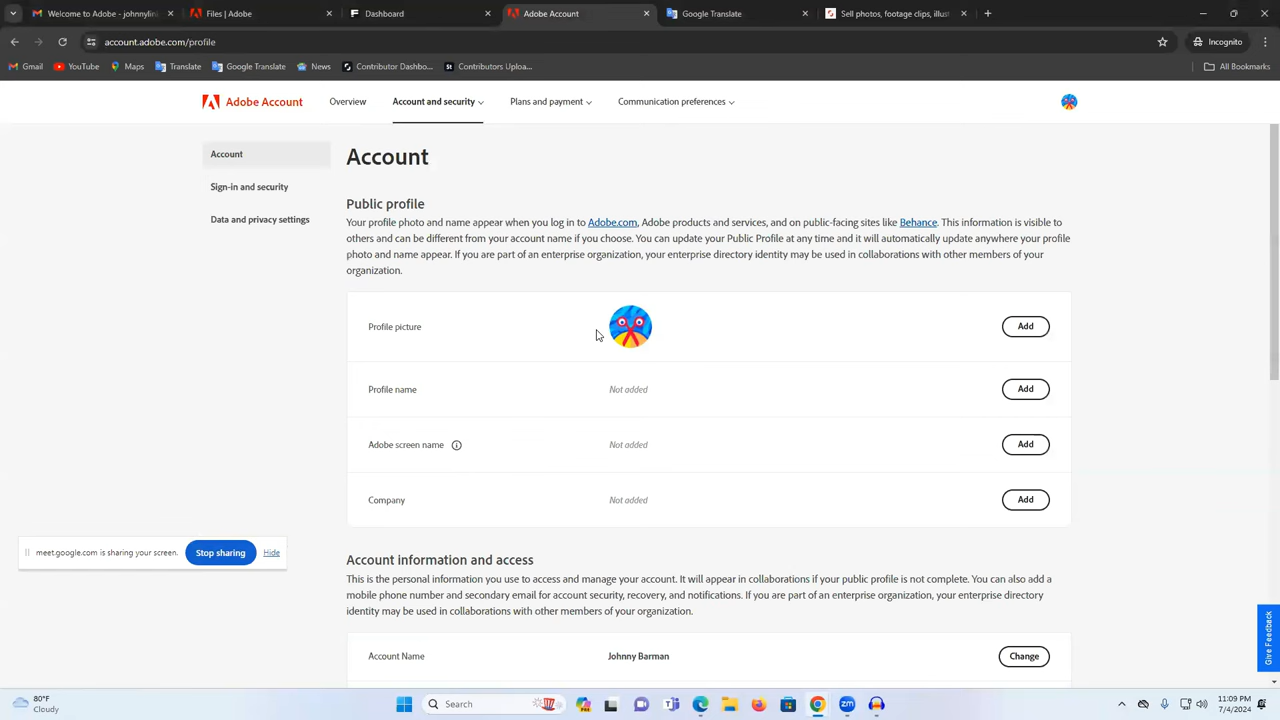 Welcome to Adobe - johnnylin
Files | Adobe
Dashboard
Adobe Account
Google Translate
Sell photos, footage clips, illust
account.adobe.com/profile
Incognito
Gmail
YouTube
Maps
Translate
Google Translate
News
Contributor Dashbo...
Contributors Uploa...
All Bookmarks
Adobe Account
Overview
Account and security
Plans and payment
Communication preferences
Account
Sign-in and security
Data and privacy settings
Account
Public profile
Your profile photo and name appear when you log in to Adobe.com, Adobe products and services, and on public-facing sites like Behance. This information is visible to
others and can be different from your account name if you choose. You can update your Public Profile at any time and it will automatically update anywhere your profile
photo and name appear. If you are part of an enterprise organization, your enterprise directory identity may be used in collaborations with other members of your
organization.
Profile picture
Add
Profile name
Not added
Add
Adobe screen name
Not added
Add
Company
Not added
Add
meet.google.com is sharing your screen.
Stop sharing
Hide
Account information and access
This is the personal information you use to access and manage your account. It will appear in collaborations if your public profile is not complete. You can also add a
mobile phone number and secondary email for account security, recovery, and notifications. If you are part of an enterprise organization, your enterprise directory
identity may be used in collaborations with other members of your organization.
Account Name
Johnny Barman
Change
Give Feedback
80°F
Cloudy
Search
11:09 PM
7/4/2024